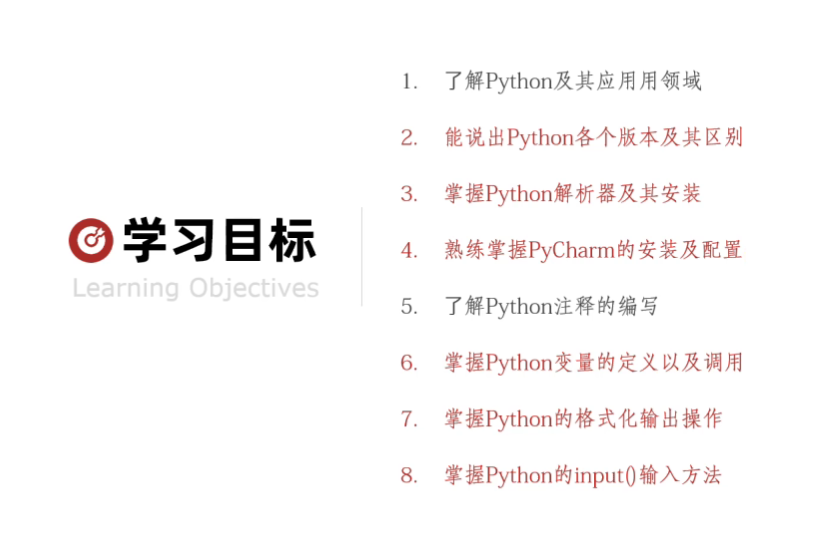 学习目标
Learning Objectives
1. 了解Python及其应用用领域
2. 能说出Python各个版本及其区别
3. 掌握Python解析器及其安装
4. 熟练掌握PyCharm的安装及配置
5. 了解Python注释的编写
6. 掌握Python变量的定义以及调用
7. 掌握Python的格式化输出操作
8. 掌握Python的input()输入方法